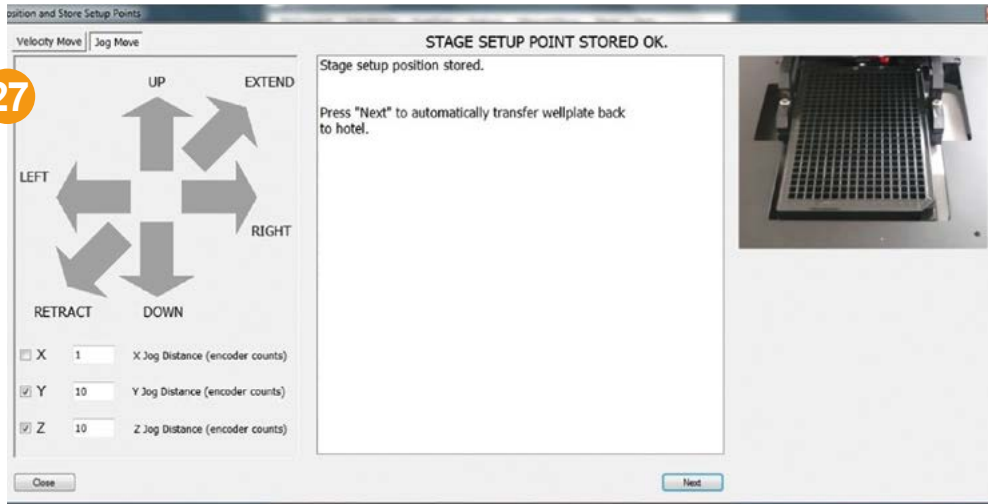 osition and Store Setup Points
Velocity Move Jog Move
STAGE SETUP POINT STORED OK.
27
UP EXTEND
LEFT
RIGHT
RETRACT DOWN
X 1 X Jog Distance (encoder counts)
Y 10 Y Jog Distance (encoder counts)
Z 10 Z Jog Distance (encoder counts)
Stage setup position stored.
Press "Next" to automatically transfer wellplate back
to hotel.
Close Next